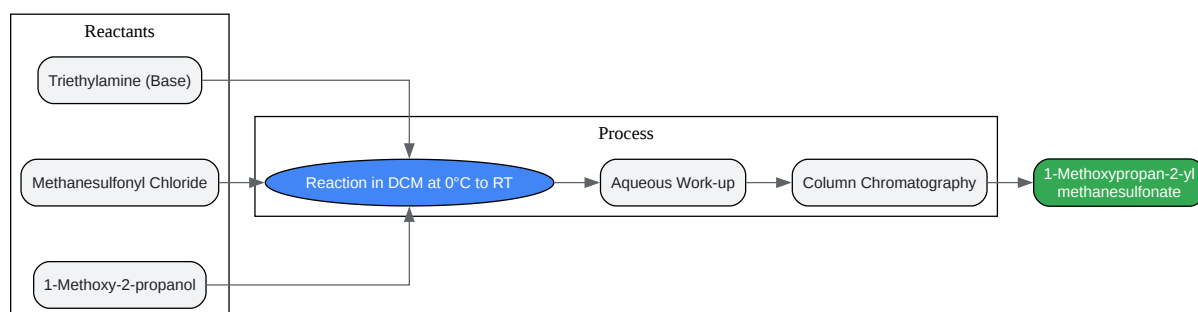 Reactants
Triethylamine (Base)
Process
Methanesulfonyl Chloride
Reaction in DCM at 0°C to RT
Aqueous Work-up
Column Chromatography
1-Methoxypropan-2-yl
methanesulfonate
1-Methoxy-2-propanol